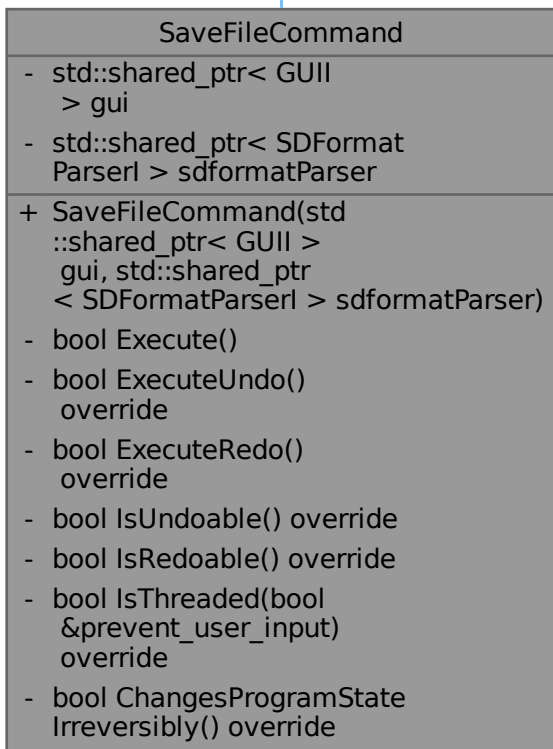 SaveFileCommand
- std::shared_ptr< GUII
> gui
- std::shared_ptr< SDFormat
ParserI > sdformatParser
+ SaveFileCommand(std
::shared_ptr< GUII >
gui, std::shared_ptr
< SDFormatParserI > sdformatParser)
- bool Execute()
- bool ExecuteUndo()
override
- bool ExecuteRedo()
override
- bool IsUndoable() override
- bool IsRedoable() override
- bool IsThreaded(bool
&prevent_user_input)
override
- bool ChangesProgramState
Irreversibly() override